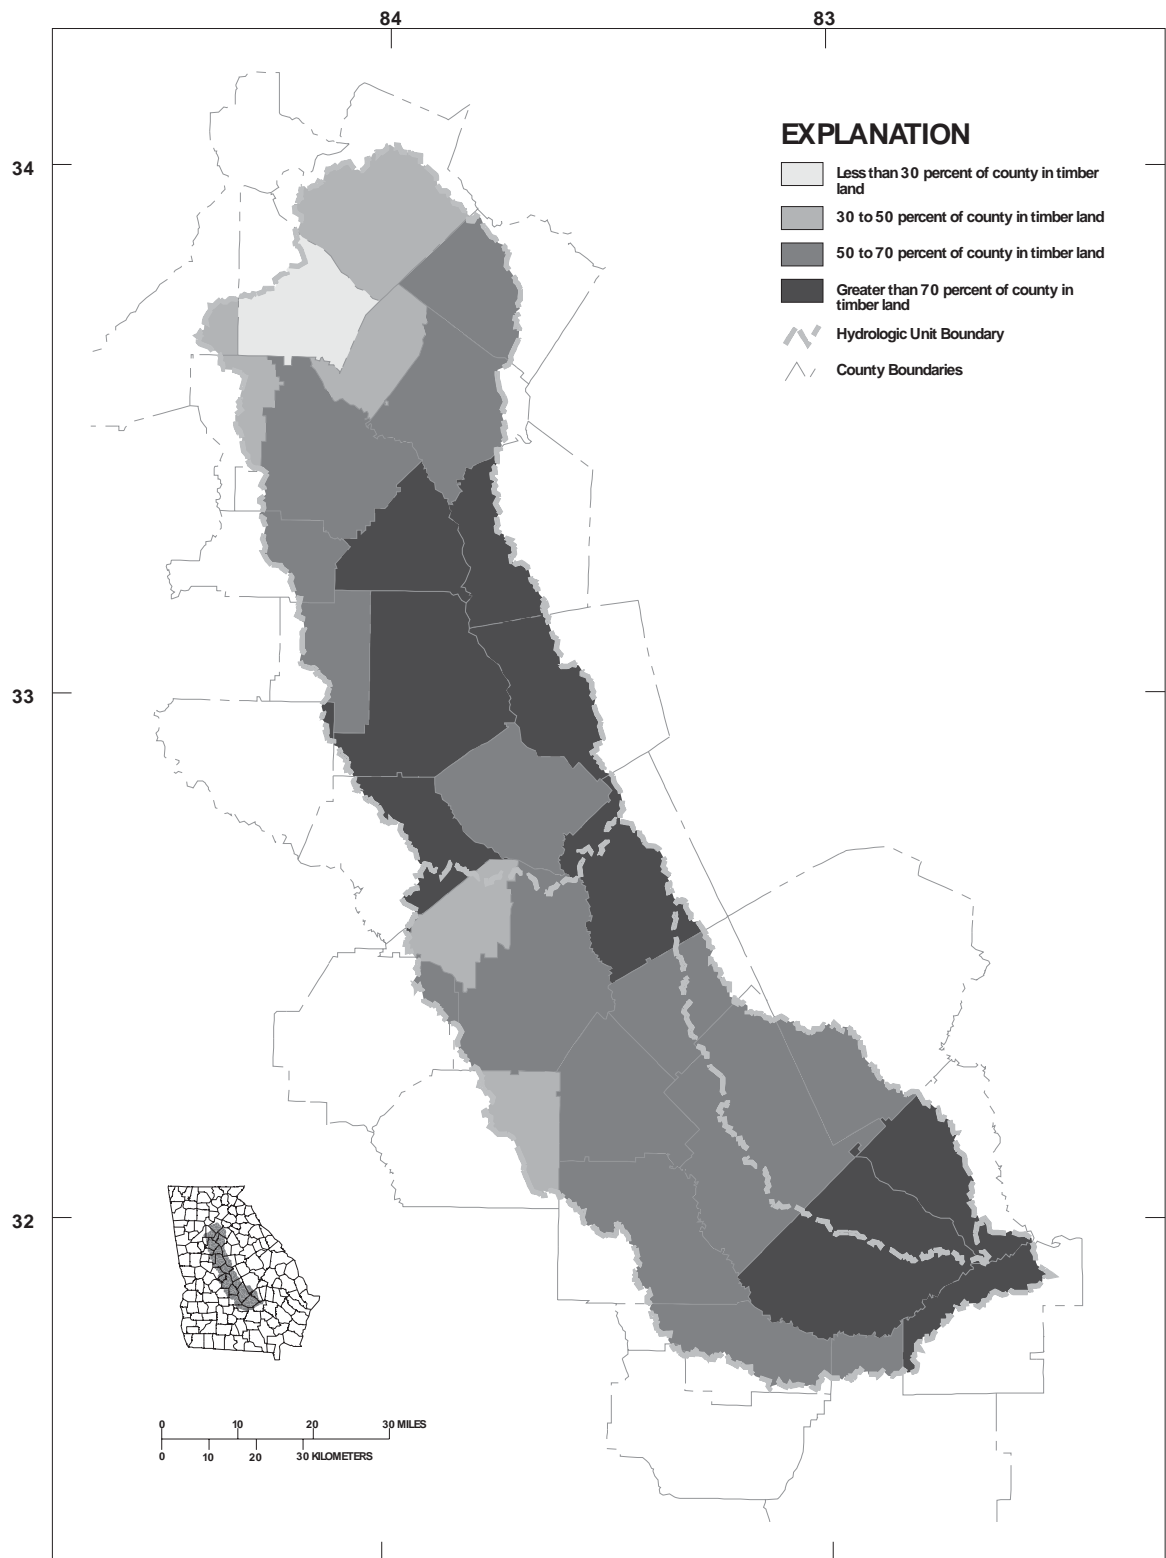 84
83
34
EXPLANATION
Less than 30 percent of county in timber
land
30 to 50 percent of county in timber land
50 to 70 percent of county in timber land
Greater than 70 percent of county in
timber land
Hydrologic Unit Boundary
County Boundaries
33
32
0 10 20 30 MILES
0 10 20 30 KILOMETERS